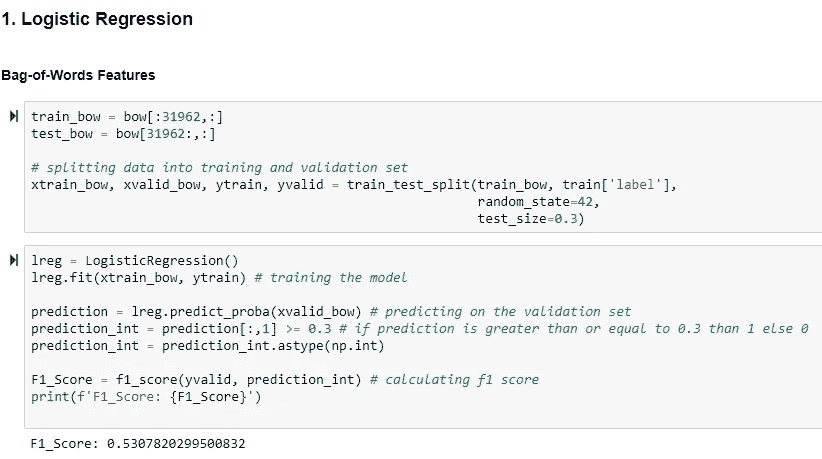 1. Logistic Regression
Bag-of-Words Features
train_bow = bow[:31962,:]
test_bow = bow[31962:,:]
# splitting data into training and validation set
xtrain_bow, xvalid_bow, ytrain, yvalid = train_test_split(train_bow, train['label'],
random_state=42,
test_size=0.3)
lreg = LogisticRegression()
lreg.fit(xtrain_bow, ytrain) # training the model
prediction = lreg.predict_proba(xvalid_bow) # predicting on the validation set
prediction_int = prediction[:,1] >= 0.3 # if prediction is greater than or equal to 0.3 than 1 else 0
prediction_int = prediction_int.astype(np.int)
F1_Score = f1_score(yvalid, prediction_int) # calculating f1 score
print(f'F1_Score: {F1_Score}')
F1_Score: 0.5307820299500832